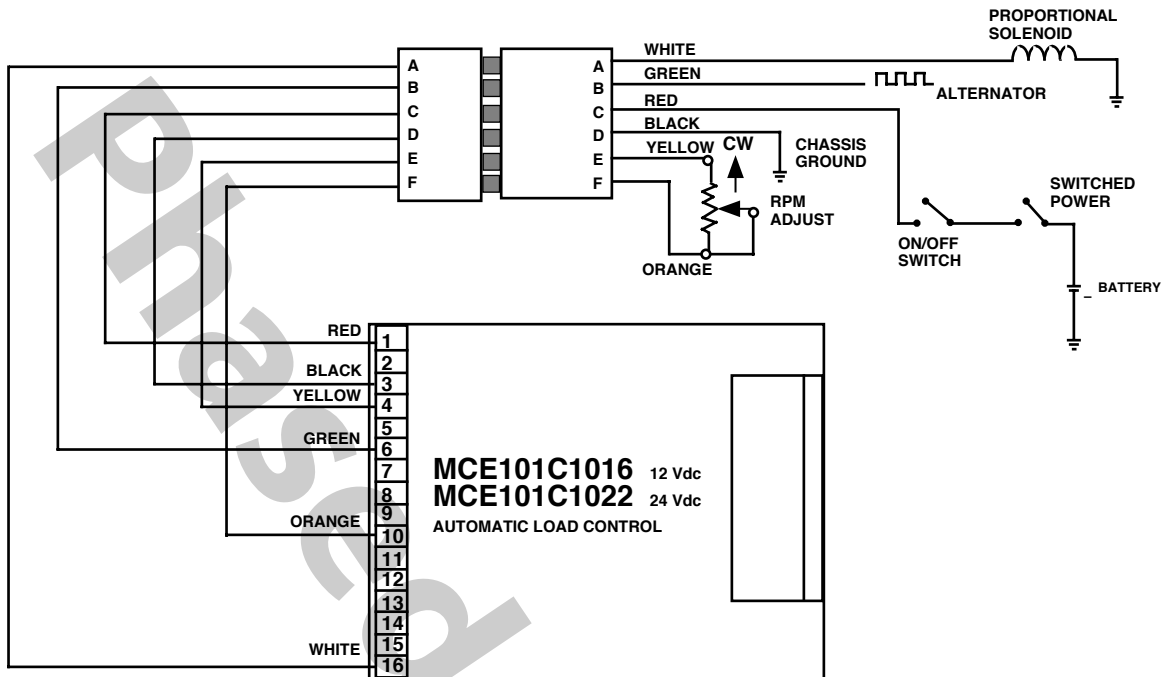 PROPORTIONAL
SOLENOID
WHITE
A
A
GREEN
B
B
ALTERNATOR
RED
C
C
BLACK
D
D
CHASSIS
GROUND
YELLOW
CW
E
E
F
F
RPM
ADJUST
SWITCHED
POWER
ON/OFF
SWITCH
ORANGE
– BATTERY
RED
1
2
BLACK
3
YELLOW
4
5
GREEN
6
7
MCE101C1016 12 Vdc
8
MCE101C1022 24 Vdc
9
ORANGE
10
AUTOMATIC LOAD CONTROL
11
12
13
14
15
WHITE
16
Phased